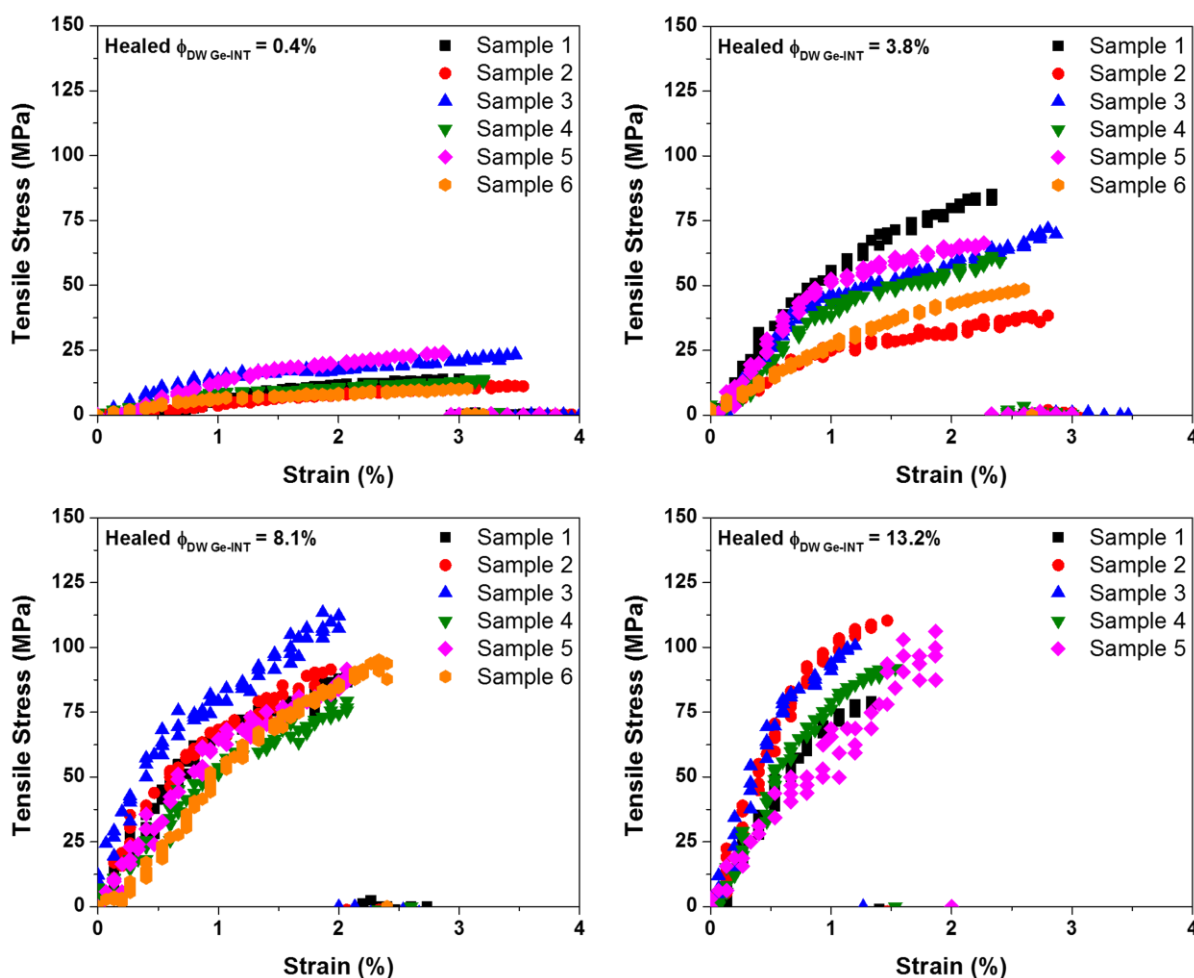 Healed ϕDW Ge-INT = 0.4%
Sample 1
Sample 2
Sample 3
Sample 4
Sample 5
Sample 6
Tensile Stress (MPa)
150
125
100
75
50
25
0
0 1 2 3 4
Strain (%)
Healed ϕDW Ge-INT = 3.8%
Sample 1
Sample 2
Sample 3
Sample 4
Sample 5
Sample 6
Tensile Stress (MPa)
150
125
100
75
50
25
0
0 1 2 3 4
Strain (%)
Healed ϕDW Ge-INT = 8.1%
Sample 1
Sample 2
Sample 3
Sample 4
Sample 5
Sample 6
Tensile Stress (MPa)
150
125
100
75
50
25
0
0 1 2 3 4
Strain (%)
Healed ϕDW Ge-INT = 13.2%
Sample 1
Sample 2
Sample 3
Sample 4
Sample 5
Tensile Stress (MPa)
150
125
100
75
50
25
0
0 1 2 3 4
Strain (%)